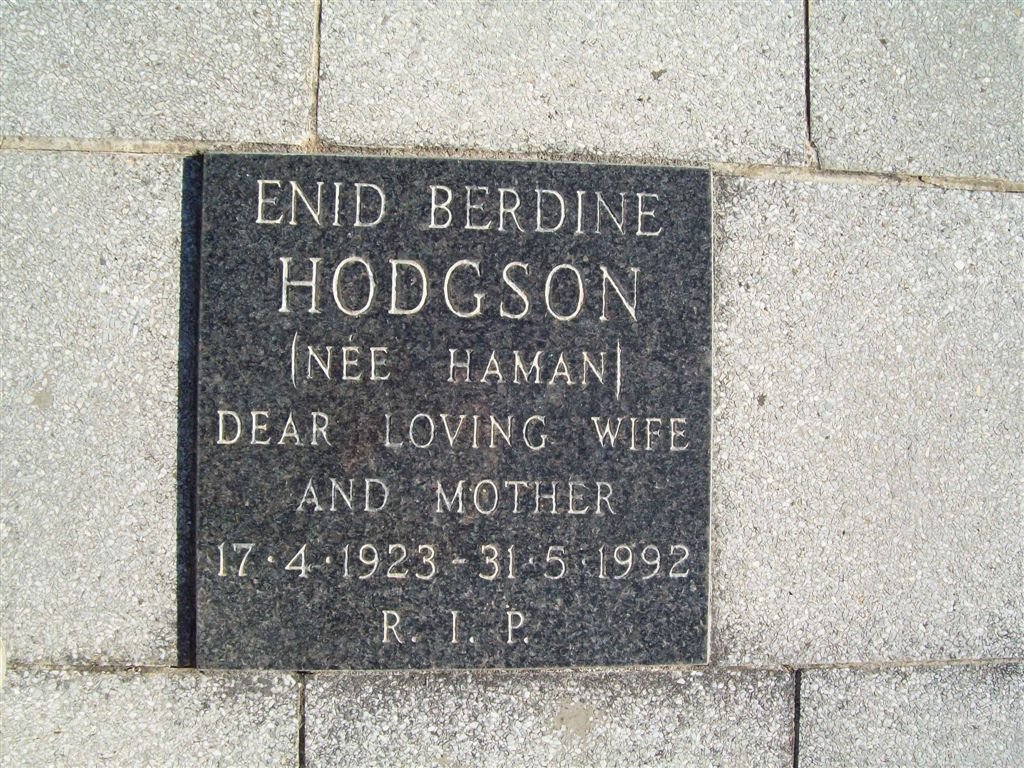 ENID BERDINE
HODGSON
(NÉE HAMAN)
DEAR LOVING WIFE
AND MOTHER
17·4·1923 - 31·5·1992
R. I. P.